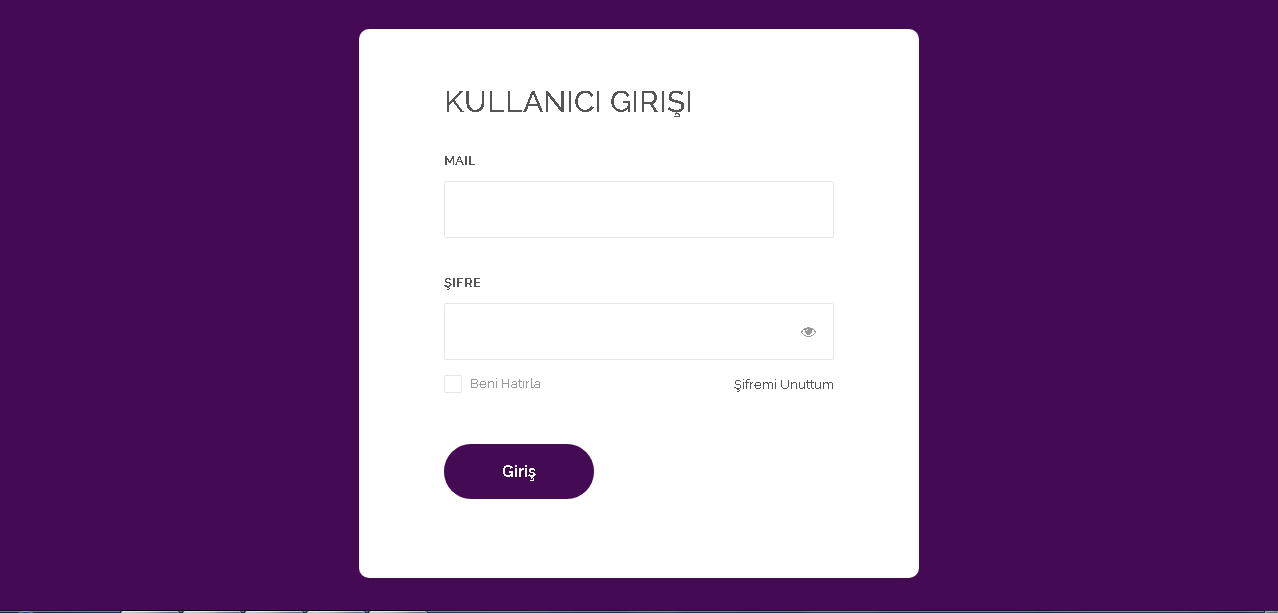 KULLANICI GIRIŞI
MAIL
ŞIFRE
Beni Hatırla
Şifremi Unuttum
Giriş